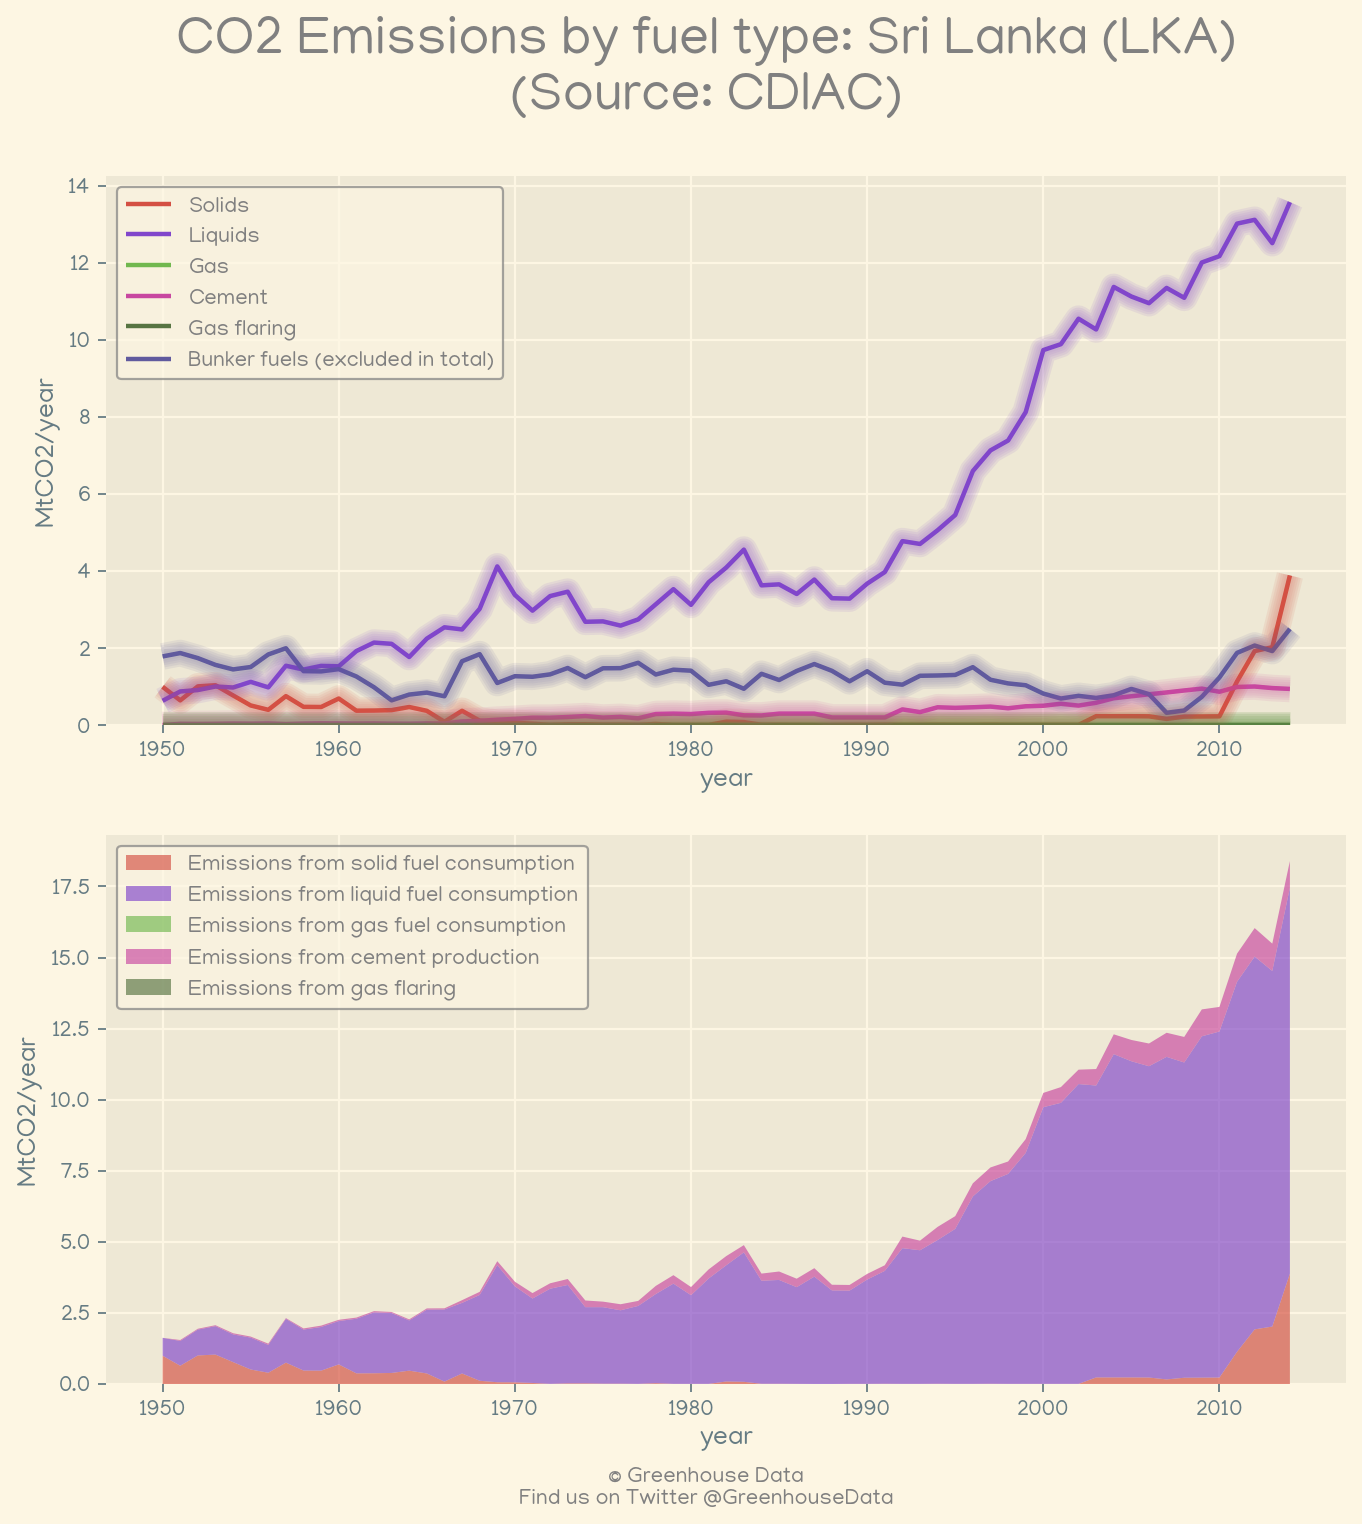 CO2 Emissions by fuel type: Sri Lanka (LKA)
(Source: CDIAC)
14
12
10
8
6
4
2
0
MtCO2/year
Solids
Liquids
Gas
Cement
Gas flaring
Bunker fuels (excluded in total)
1950 1960 1970 1980 1990 2000 2010
year
17.5
15.0
12.5
10.0
7.5
5.0
2.5
0.0
MtCO2/year
Emissions from solid fuel consumption
Emissions from liquid fuel consumption
Emissions from gas fuel consumption
Emissions from cement production
Emissions from gas flaring
1950 1960 1970 1980 1990 2000 2010
year
© Greenhouse Data
Find us on Twitter @GreenhouseData